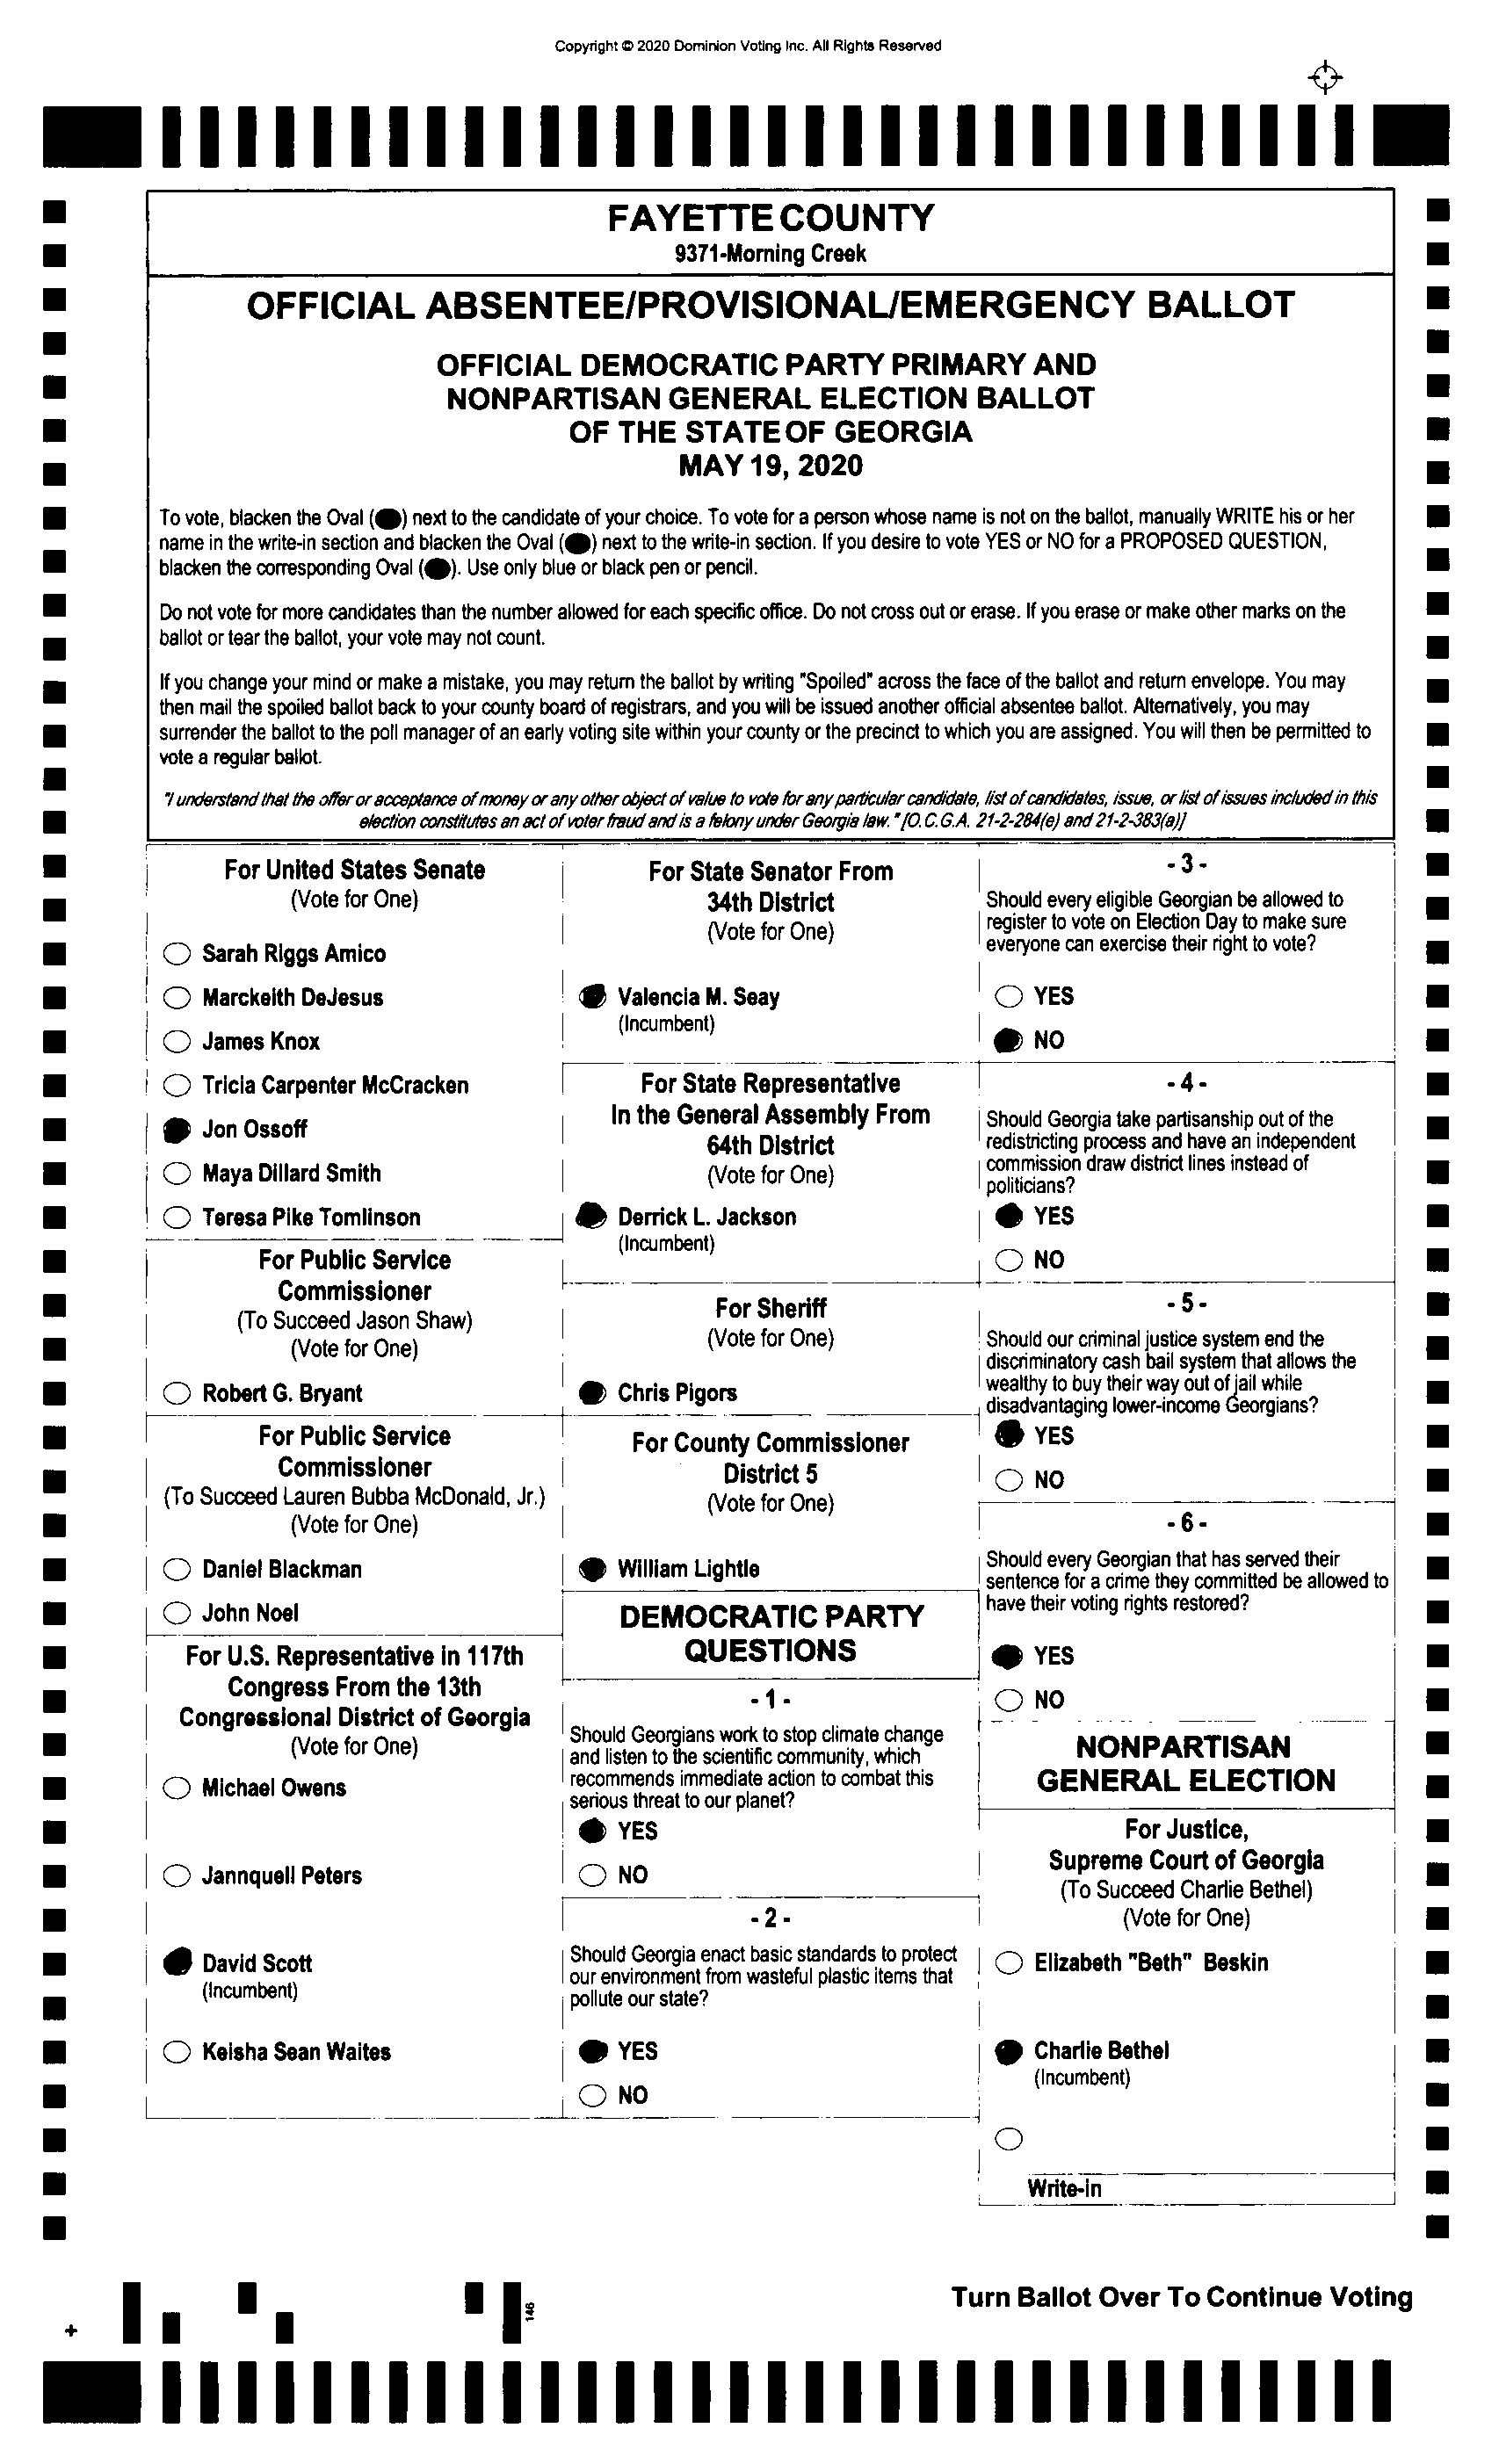 Copyright © 2020 Dominion Voting Inc. All Rights Reserved
FAYETTE COUNTY
9371-Morning Creek
OFFICIAL ABSENTEE/PROVISIONAL/EMERGENCY BALLOT
OFFICIAL DEMOCRATIC PARTY PRIMARY AND
NONPARTISAN GENERAL ELECTION BALLOT
OF THE STATE OF GEORGIA
MAY 19, 2020
To vote, blacken the Oval (⬬) next to the candidate of your choice. To vote for a person whose name is not on the ballot, manually WRITE his or her
name in the write-in section and blacken the Oval (⬬) next to the write-in section. If you desire to vote YES or NO for a PROPOSED QUESTION,
blacken the corresponding Oval (⬬). Use only blue or black pen or pencil.
Do not vote for more candidates than the number allowed for each specific office. Do not cross out or erase. If you erase or make other marks on the
ballot or tear the ballot, your vote may not count.
If you change your mind or make a mistake, you may return the ballot by writing "Spoiled" across the face of the ballot and return envelope. You may
then mail the spoiled ballot back to your county board of registrars, and you will be issued another official absentee ballot. Alternatively, you may
surrender the ballot to the poll manager of an early voting site within your county or the precinct to which you are assigned. You will then be permitted to
vote a regular ballot.
"I understand that the offer or acceptance of money or any other object of value to vote for any particular candidate, list of candidates, issue, or list of issues included in this
election constitutes an act of voter fraud and is a felony under Georgia law." [O.C.G.A. 21-2-284(e) and 21-2-383(a)]
For United States Senate
(Vote for One)
Sarah Riggs Amico
Marckeith DeJesus
James Knox
Tricia Carpenter McCracken
Jon Ossoff
Maya Dillard Smith
Teresa Pike Tomlinson
For Public Service
Commissioner
(To Succeed Jason Shaw)
(Vote for One)
Robert G. Bryant
For Public Service
Commissioner
(To Succeed Lauren Bubba McDonald, Jr.)
(Vote for One)
Daniel Blackman
John Noel
For U.S. Representative in 117th
Congress From the 13th
Congressional District of Georgia
(Vote for One)
Michael Owens
Jannquell Peters
David Scott
(Incumbent)
Keisha Sean Waites
For State Senator From
34th District
(Vote for One)
Valencia M. Seay
(Incumbent)
For State Representative
In the General Assembly From
64th District
(Vote for One)
Derrick L. Jackson
(Incumbent)
For Sheriff
(Vote for One)
Chris Pigors
For County Commissioner
District 5
(Vote for One)
William Lightle
DEMOCRATIC PARTY
QUESTIONS
- 1 -
Should Georgians work to stop climate change
and listen to the scientific community, which
recommends immediate action to combat this
serious threat to our planet?
YES
NO
- 2 -
Should Georgia enact basic standards to protect
our environment from wasteful plastic items that
pollute our state?
YES
NO
- 3 -
Should every eligible Georgian be allowed to
register to vote on Election Day to make sure
everyone can exercise their right to vote?
YES
NO
- 4 -
Should Georgia take partisanship out of the
redistricting process and have an independent
commission draw district lines instead of
politicians?
YES
NO
- 5 -
Should our criminal justice system end the
discriminatory cash bail system that allows the
wealthy to buy their way out of jail while
disadvantaging lower-income Georgians?
YES
NO
- 6 -
Should every Georgian that has served their
sentence for a crime they committed be allowed to
have their voting rights restored?
YES
NO
NONPARTISAN
GENERAL ELECTION
For Justice,
Supreme Court of Georgia
(To Succeed Charlie Bethel)
(Vote for One)
Elizabeth "Beth" Beskin
Charlie Bethel
(Incumbent)
Write-in
Turn Ballot Over To Continue Voting
146
+